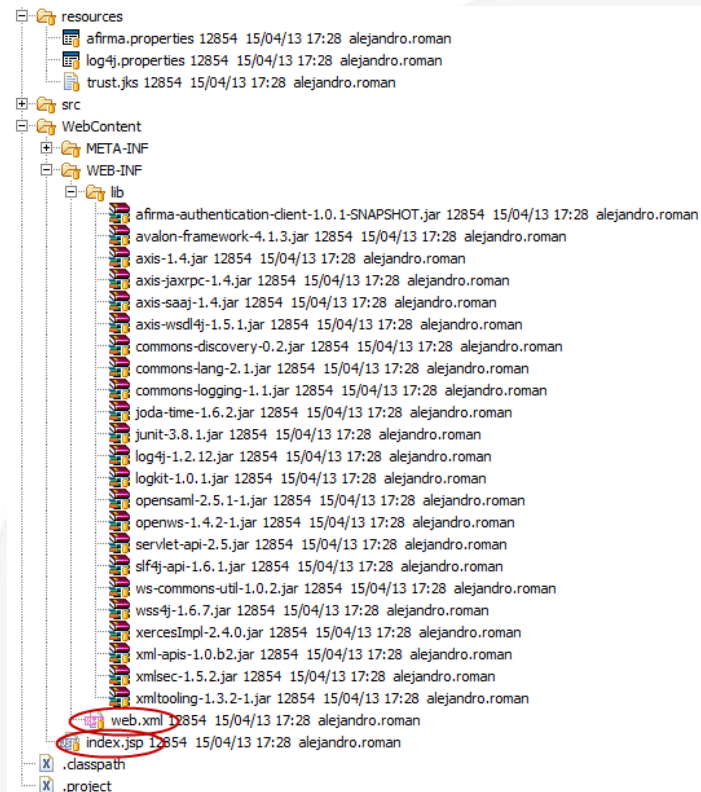 resources
afirma.properties 12854 15/04/13 17:28 alejandro.roman
log4j.properties 12854 15/04/13 17:28 alejandro.roman
trust.jks 12854 15/04/13 17:28 alejandro.roman
src
WebContent
META-INF
WEB-INF
lib
afirma-authentication-client-1.0.1-SNAPSHOT.jar 12854 15/04/13 17:28 alejandro.roman
avalon-framework-4.1.3.jar 12854 15/04/13 17:28 alejandro.roman
axis-1.4.jar 12854 15/04/13 17:28 alejandro.roman
axis-jaxrpc-1.4.jar 12854 15/04/13 17:28 alejandro.roman
axis-saaj-1.4.jar 12854 15/04/13 17:28 alejandro.roman
axis-wsdl4j-1.5.1.jar 12854 15/04/13 17:28 alejandro.roman
commons-discovery-0.2.jar 12854 15/04/13 17:28 alejandro.roman
commons-lang-2.1.jar 12854 15/04/13 17:28 alejandro.roman
commons-logging-1.1.jar 12854 15/04/13 17:28 alejandro.roman
joda-time-1.6.2.jar 12854 15/04/13 17:28 alejandro.roman
junit-3.8.1.jar 12854 15/04/13 17:28 alejandro.roman
log4j-1.2.12.jar 12854 15/04/13 17:28 alejandro.roman
logkit-1.0.1.jar 12854 15/04/13 17:28 alejandro.roman
opensaml-2.5.1-1.jar 12854 15/04/13 17:28 alejandro.roman
openws-1.4.2-1.jar 12854 15/04/13 17:28 alejandro.roman
servlet-api-2.5.jar 12854 15/04/13 17:28 alejandro.roman
slf4j-api-1.6.1.jar 12854 15/04/13 17:28 alejandro.roman
ws-commons-util-1.0.2.jar 12854 15/04/13 17:28 alejandro.roman
wss4j-1.6.7.jar 12854 15/04/13 17:28 alejandro.roman
xercesImpl-2.4.0.jar 12854 15/04/13 17:28 alejandro.roman
xml-apis-1.0.b2.jar 12854 15/04/13 17:28 alejandro.roman
xmlsec-1.5.2.jar 12854 15/04/13 17:28 alejandro.roman
xmltooling-1.3.2-1.jar 12854 15/04/13 17:28 alejandro.roman
web.xml 12854 15/04/13 17:28 alejandro.roman
index.jsp 12854 15/04/13 17:28 alejandro.roman
.classpath
.project